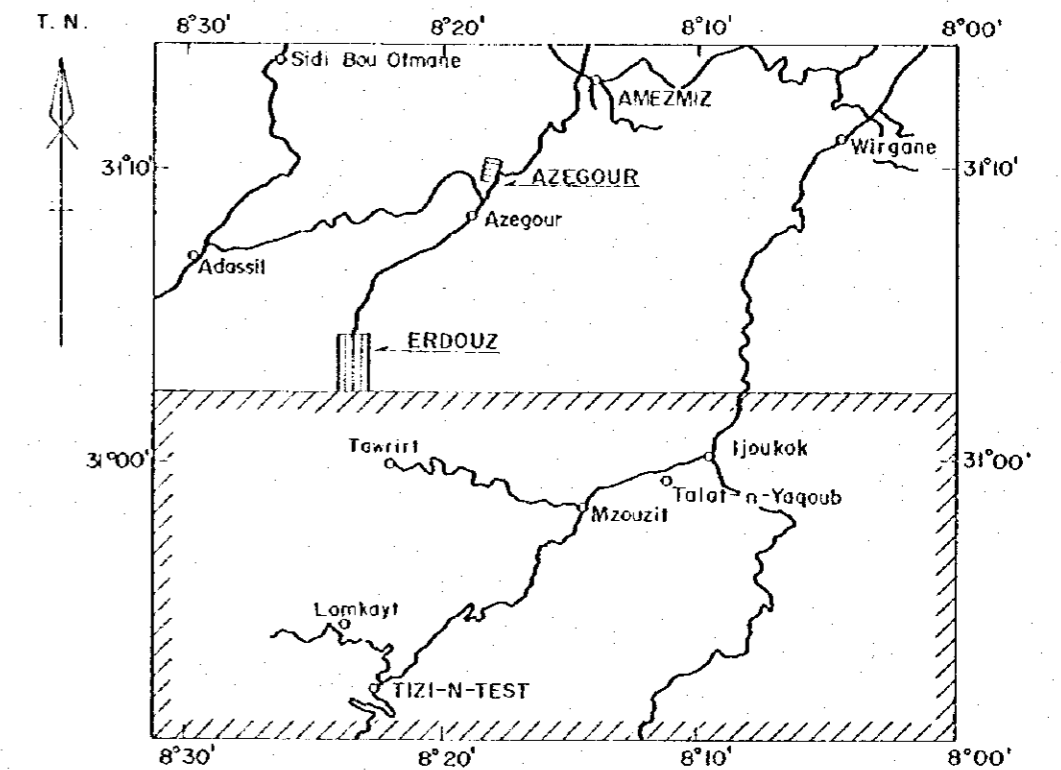 T. N.
8°30' 8°20' 8°10' 8°00'
Sidi Bou Otmane
AMEZMIZ
Wirgane
31°10' 31°10'
AZEGOUR
Azegour
Adassil
ERDOUZ
Tawrirt
Ijoukak
31°00' 31°00'
Talat-n-Yaqoub
Mzouzit
Lamkayt
TIZI-N-TEST
8°30' 8°20' 8°10' 8°00'